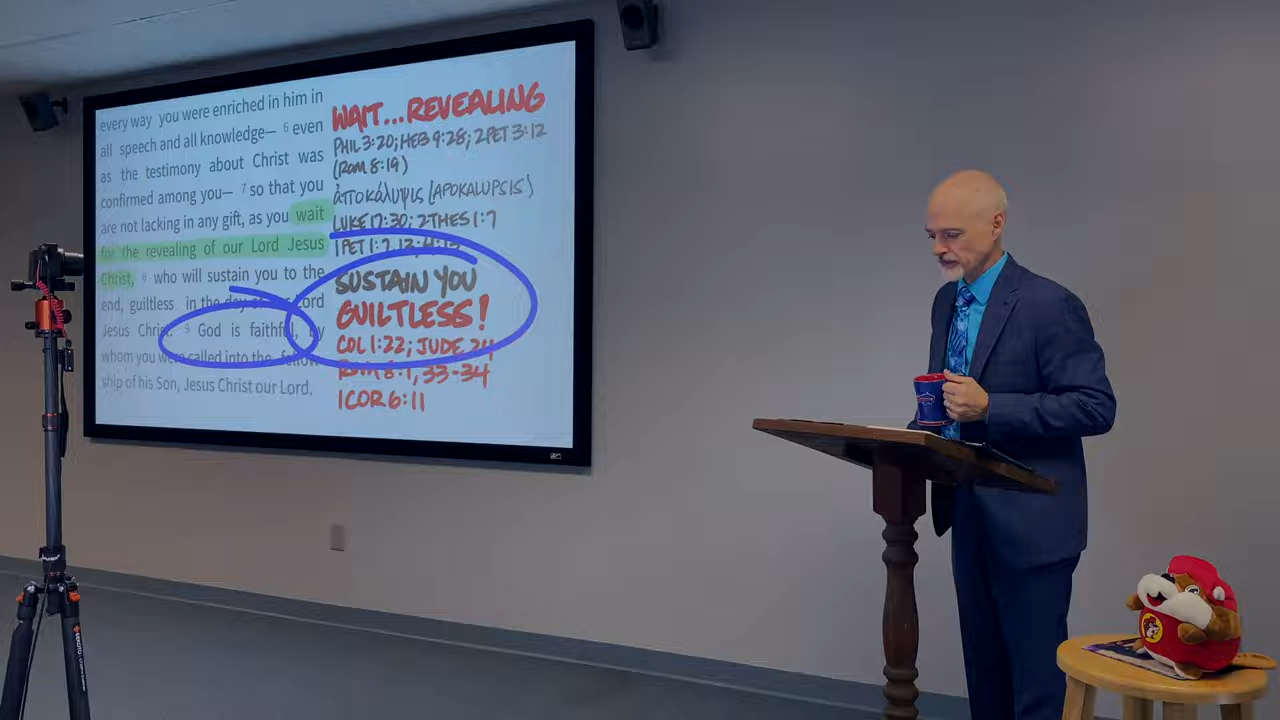 every way you were enriched in him in
all speech and all knowledge— 6 even
as the testimony about Christ was
confirmed among you— 7 so that you
are not lacking in any gift, as you wait
for the revealing of our Lord Jesus
Christ, 8 who will sustain you to the
end, guiltless in the day of our Lord
Jesus Christ. 9 God is faithful, by
whom you were called into the fellow-
ship of his Son, Jesus Christ our Lord.
WAIT...REVEALING
PHIL 3:20; HEB 9:28; 2PET 3:12
(ROM 8:19)
ἀποκάλυψις (APOKALUPSIS)
LUKE 17:30; 2THES 1:7
1PET 1:7, 13; 4:13
SUSTAIN YOU
GUILTLESS!
COL 1:22; JUDE 24
ROM 8:1, 33-34
1COR 6:11